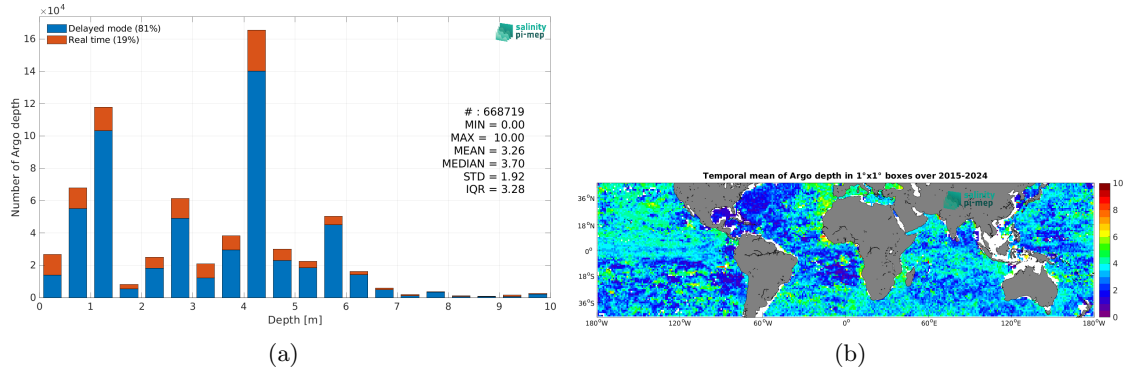 ×10⁴
Delayed mode (81%)
Real time (19%)
salinity
pi-mep
16
14
12
10
8
6
4
2
0
Number of Argo depth
# : 668719
MIN = 0.00
MAX = 10.00
MEAN = 3.26
MEDIAN = 3.70
STD = 1.92
IQR = 3.28
0 1 2 3 4 5 6 7 8 9 10
Depth [m]
(a)
Temporal mean of Argo depth in 1°x1° boxes over 2015-2024
salinity
pi-mep
36°N
18°N
0°
18°S
36°S
180°W 120°W 60°W 0° 60°E 120°E 180°W
10
8
6
4
2
0
(b)